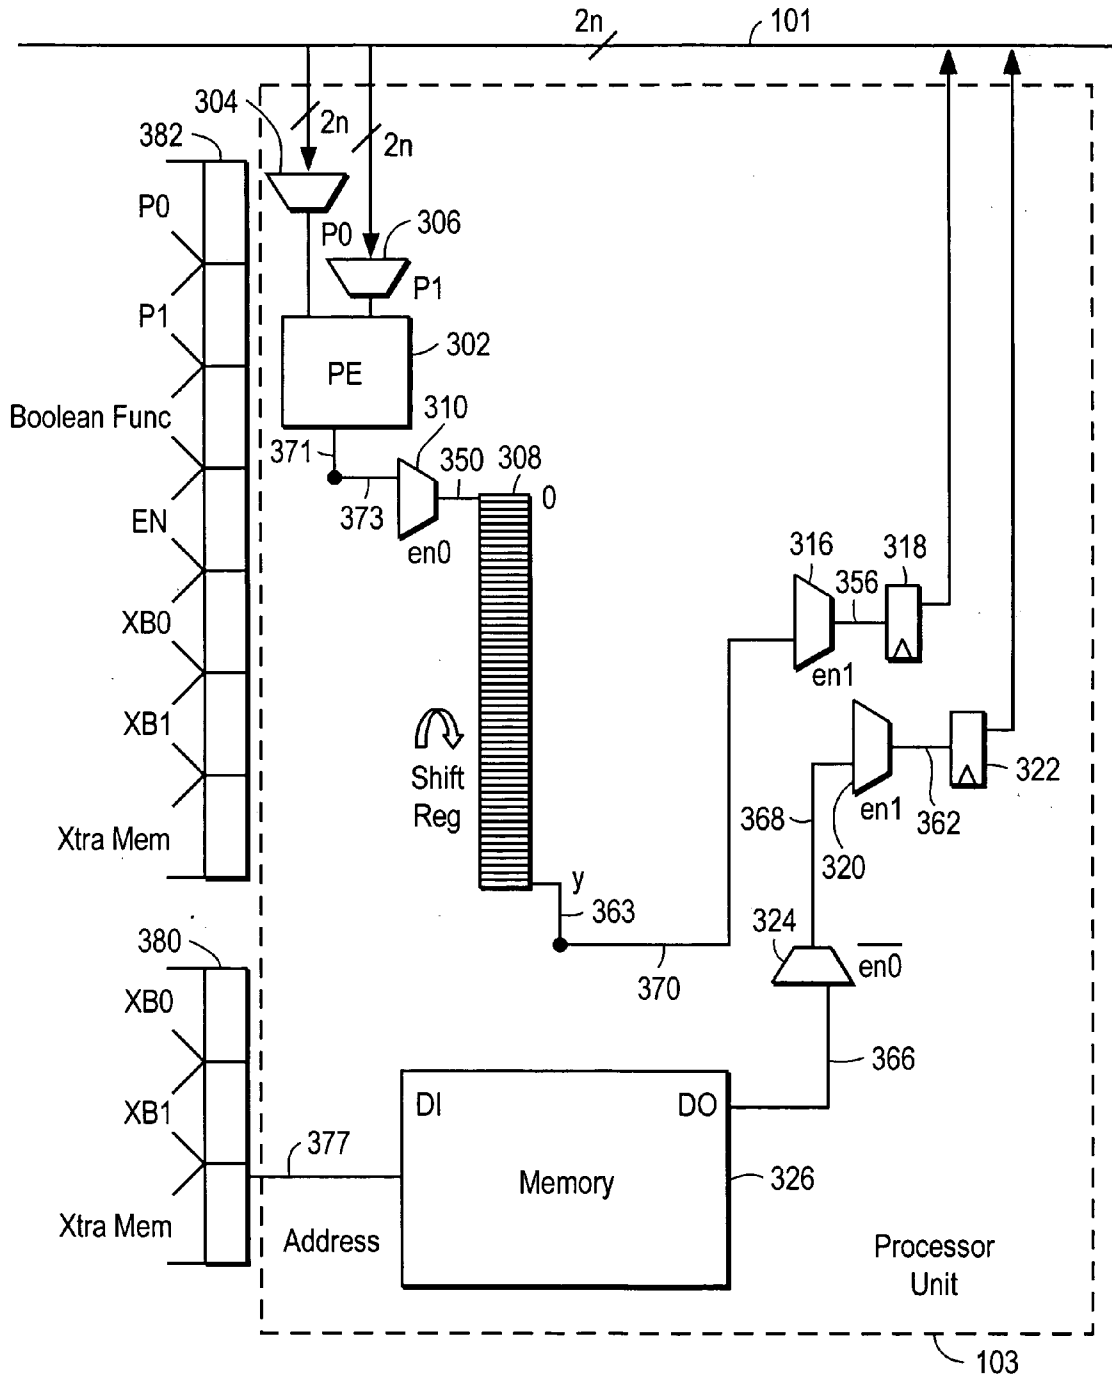 2n
101
304
2n
2n
382
P0
P0
306
P1
P1
302
PE
Boolean Func
310
371
350
308
0
373
EN
en0
316
318
356
XB0
en1
XB1
Shift
Reg
322
368
en1
362
320
Xtra Mem
y
363
324
en0
380
370
XB0
366
DI
DO
XB1
377
Memory
326
Xtra Mem
Address
Processor
Unit
103